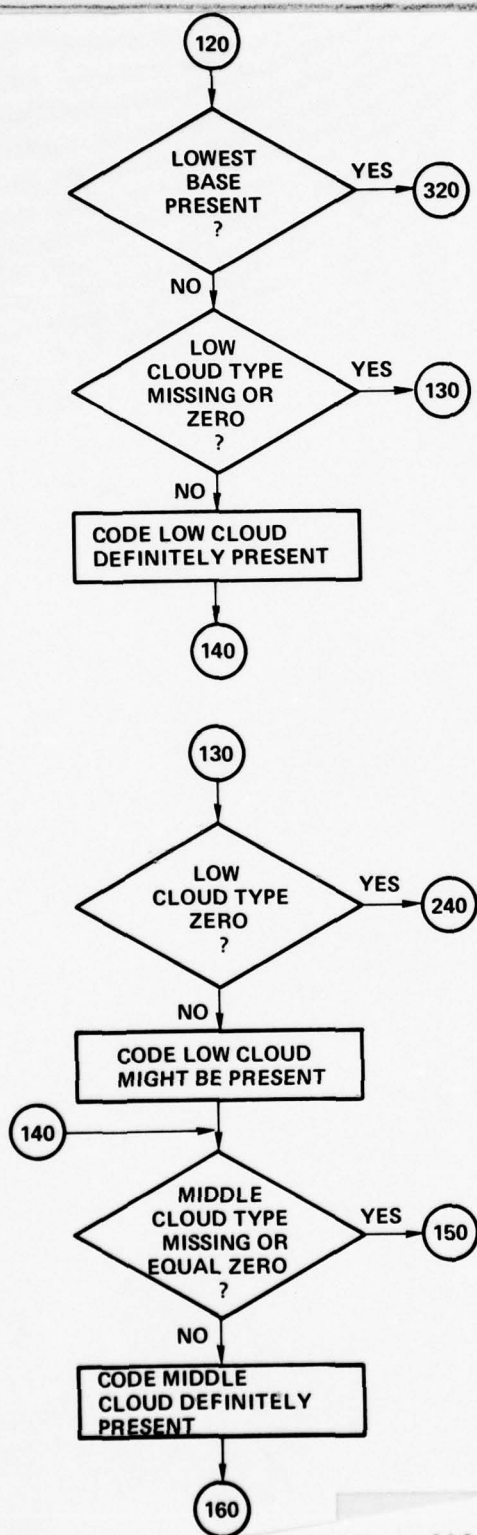 120
LOWEST
BASE
PRESENT
?
YES
320
NO
LOW
CLOUD TYPE
MISSING OR
ZERO
?
YES
130
NO
CODE LOW CLOUD
DEFINITELY PRESENT
140
130
LOW
CLOUD TYPE
ZERO
?
YES
240
NO
CODE LOW CLOUD
MIGHT BE PRESENT
140
MIDDLE
CLOUD TYPE
MISSING OR
EQUAL ZERO
?
YES
150
NO
CODE MIDDLE
CLOUD DEFINITELY
PRESENT
160